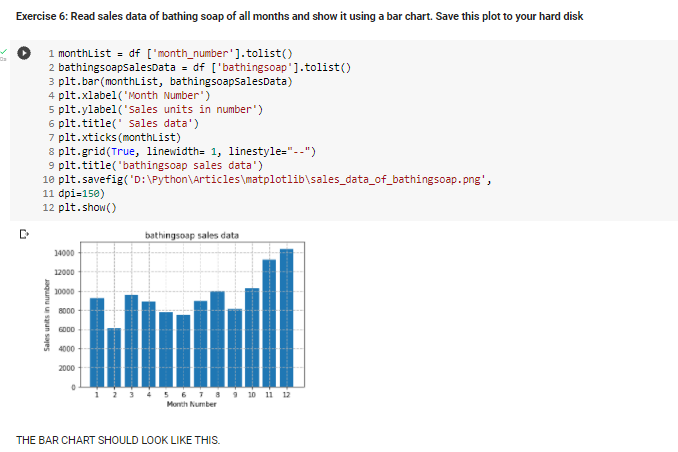 Exercise 6: Read sales data of bathing soap of all months and show it using a bar chart. Save this plot to your hard disk
1 monthList = df ['month_number'].tolist()
2 bathingsoapSalesData = df ['bathingsoap'].tolist()
3 plt.bar(monthList, bathingsoapSalesData)
4 plt.xlabel('Month Number')
5 plt.ylabel('Sales units in number')
6 plt.title(' Sales data')
7 plt.xticks(monthList)
8 plt.grid(True, linewidth= 1, linestyle="--")
9 plt.title('bathingsoap sales data')
10 plt.savefig('D:\Python\Articles\matplotlib\sales_data_of_bathingsoap.png',
11 dpi=150)
12 plt.show()
bathingsoap sales data
14000
12000
10000
8000
6000
4000
2000
0
Sales units in number
1 2 3 4 5 6 7 8 9 10 11 12
Month Number
THE BAR CHART SHOULD LOOK LIKE THIS.